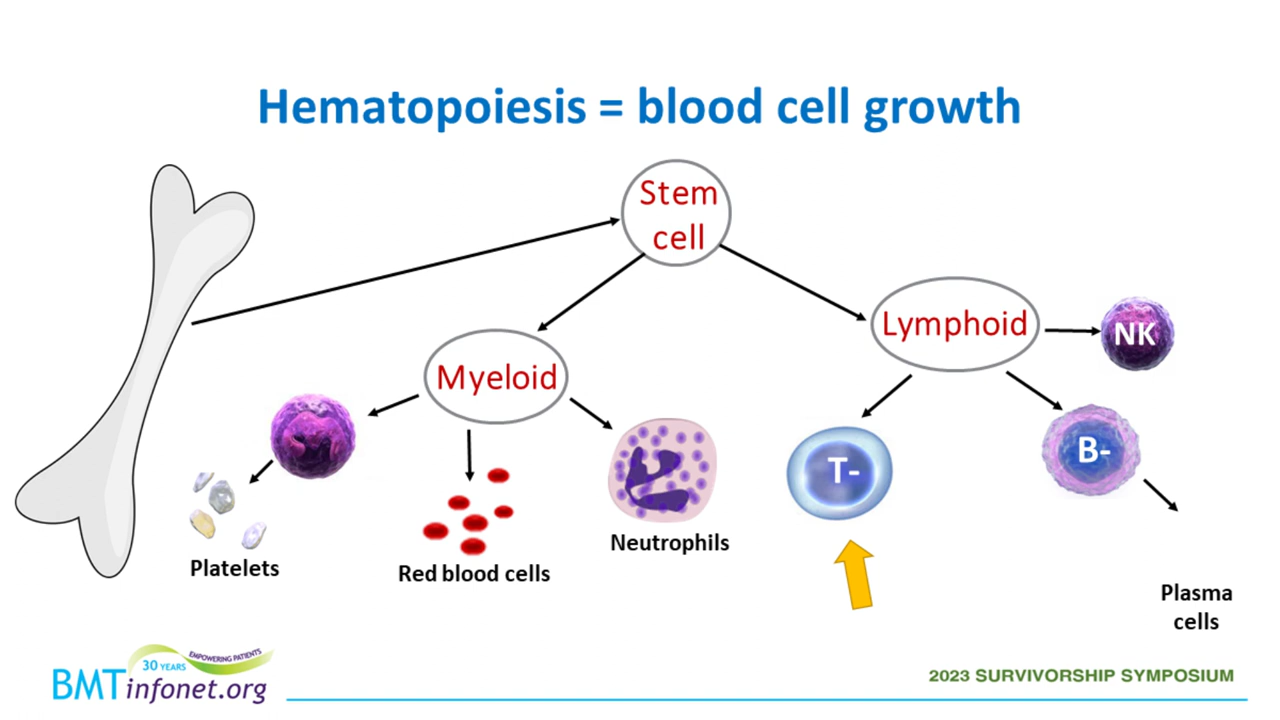 Hematopoiesis = blood cell growth
Stem
cell
Lymphoid
NK
Myeloid
T-
B-
Neutrophils
Platelets
Red blood cells
Plasma
cells
30 YEARS
EMPOWERING PATIENTS
BMTinfonet.org
2023 SURVIVORSHIP SYMPOSIUM